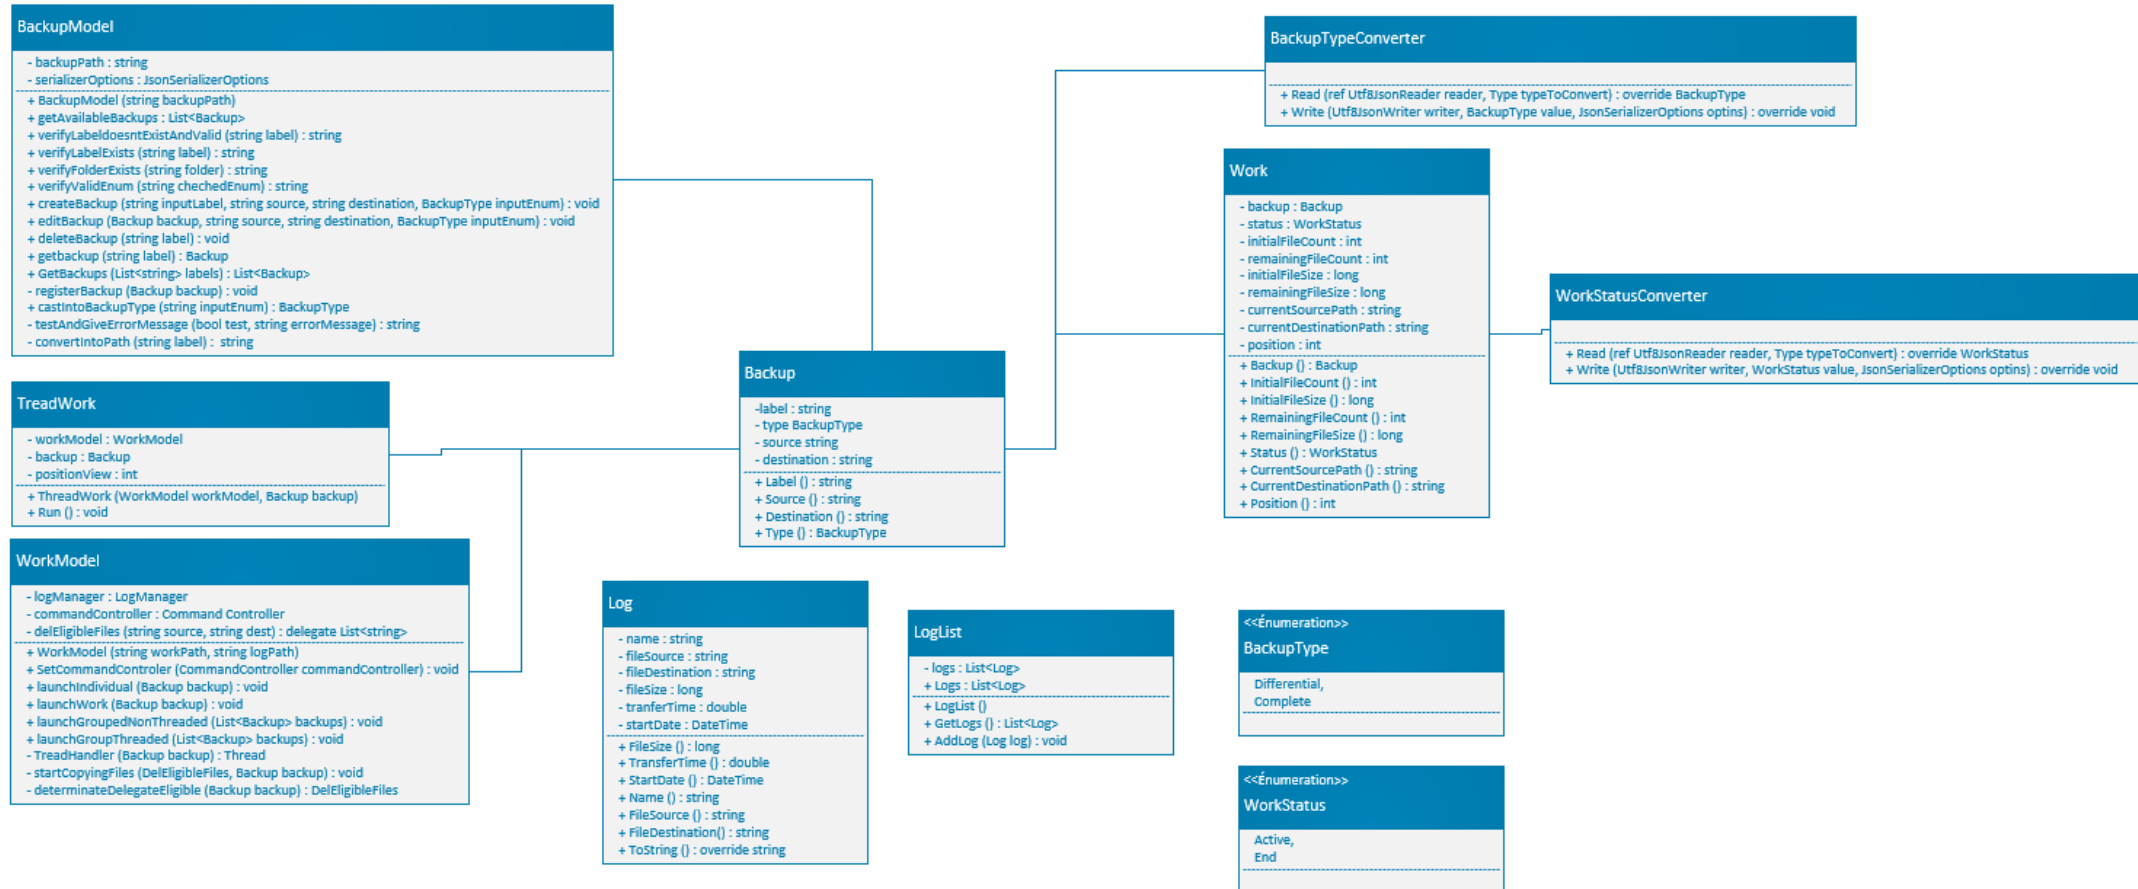 BackupModel
- backupPath : string
- serializerOptions : JsonSerializerOptions
+ BackupModel (string backupPath)
+ getAvailableBackups : List<Backup>
+ verifyLabeldoesntExistAndValid (string label) : string
+ verifyLabelExists (string label) : string
+ verifyFolderExists (string folder) : string
+ verifyValidEnum (string chechedEnum) : string
+ createBackup (string inputLabel, string source, string destination, BackupType inputEnum) : void
+ editBackup (Backup backup, string source, string destination, BackupType inputEnum) : void
+ deleteBackup (string label) : void
+ getbackup (string label) : Backup
+ GetBackups (List<string> labels) : List<Backup>
- registerBackup (Backup backup) : void
+ castIntoBackupType (string inputEnum) : BackupType
- testAndGiveErrorMessage (bool test, string errorMessage) : string
- convertIntoPath (string label) :  string
BackupTypeConverter
+ Read (ref Utf8JsonReader reader, Type typeToConvert) : override BackupType
+ Write (Utf8JsonWriter writer, BackupType value, JsonSerializerOptions optins) : override void
Work
- backup : Backup
- status : WorkStatus
- initialFileCount : int
- remainingFileCount : int
- initialFileSize : long
- remainingFileSize : long
- currentSourcePath : string
- currentDestinationPath : string
- position : int
+ Backup () : Backup
+ InitialFileCount () : int
+ InitialFileSize () : long
+ RemainingFileCount () : int
+ RemainingFileSize () : long
+ Status () : WorkStatus
+ CurrentSourcePath () : string
+ CurrentDestinationPath () : string
+ Position () : int
WorkStatusConverter
+ Read (ref Utf8JsonReader reader, Type typeToConvert) : override WorkStatus
+ Write (Utf8JsonWriter writer, WorkStatus value, JsonSerializerOptions optins) : override void
Backup
-label : string
- type BackupType
- source string
- destination : string
+ Label () : string
+ Source () : string
+ Destination () : string
+ Type () : BackupType
TreadWork
- workModel : WorkModel
- backup : Backup
- positionView : int
+ ThreadWork (WorkModel workModel, Backup backup)
+ Run () : void
WorkModel
- logManager : LogManager
- commandController : Command Controller
- delEligibleFiles (string source, string dest) : delegate List<string>
+ WorkModel (string workPath, string logPath)
+ SetCommandControler (CommandController commandController) : void
+ launchIndividual (Backup backup) : void
+ launchWork (Backup backup) : void
+ launchGroupedNonThreaded (List<Backup> backups) : void
+ launchGroupThreaded (List<Backup> backups) : void
- TreadHandler (Backup backup) : Thread
- startCopyingFiles (DelEligibleFiles, Backup backup) : void
- determinateDelegateEligible (Backup backup) : DelEligibleFiles
Log
- name : string
- fileSource : string
- fileDestination : string
- fileSize : long
- tranferTime : double
- startDate : DateTime
+ FileSize () : long
+ TransferTime () : double
+ StartDate () : DateTime
+ Name () : string
+ FileSource () : string
+ FileDestination() : string
+ ToString () : override string
LogList
- logs : List<Log>
+ Logs : List<Log>
+ LogList ()
+ GetLogs () : List<Log>
+ AddLog (Log log) : void
<<Énumeration>>
BackupType
Differential,
Complete
<<Énumeration>>
WorkStatus
Active,
End